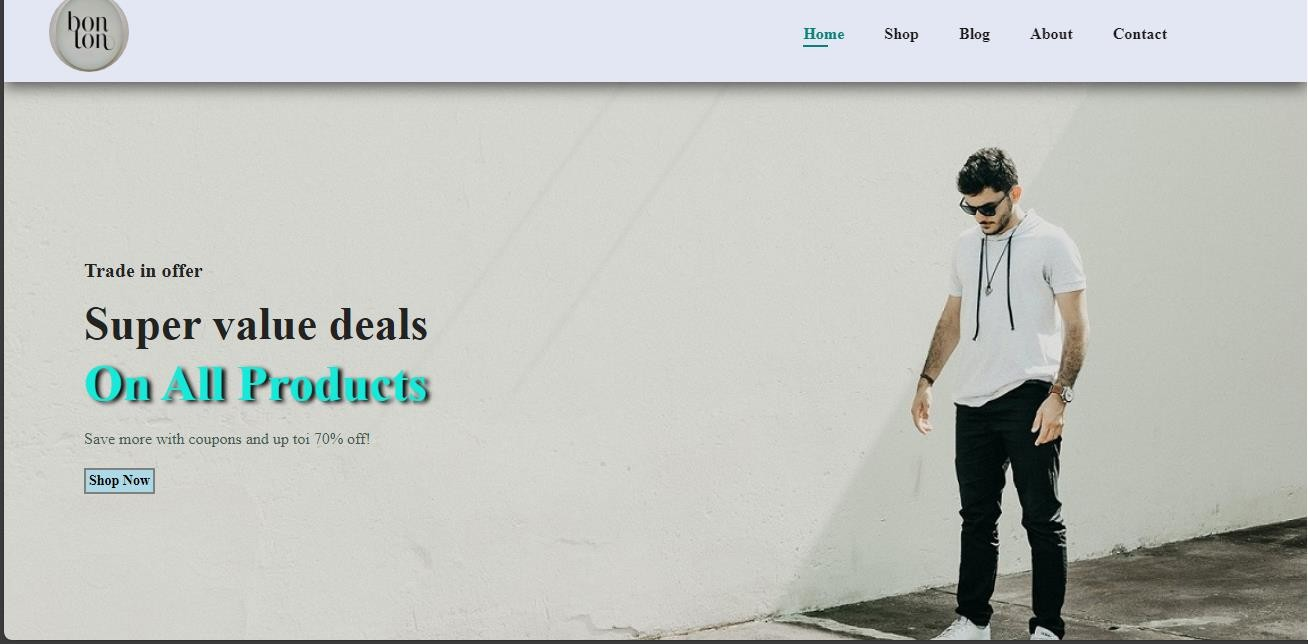 bon
ton
Home Shop Blog About Contact
Trade in offer
Super value deals
On All Products
Save more with coupons and up toi 70% off!
Shop Now